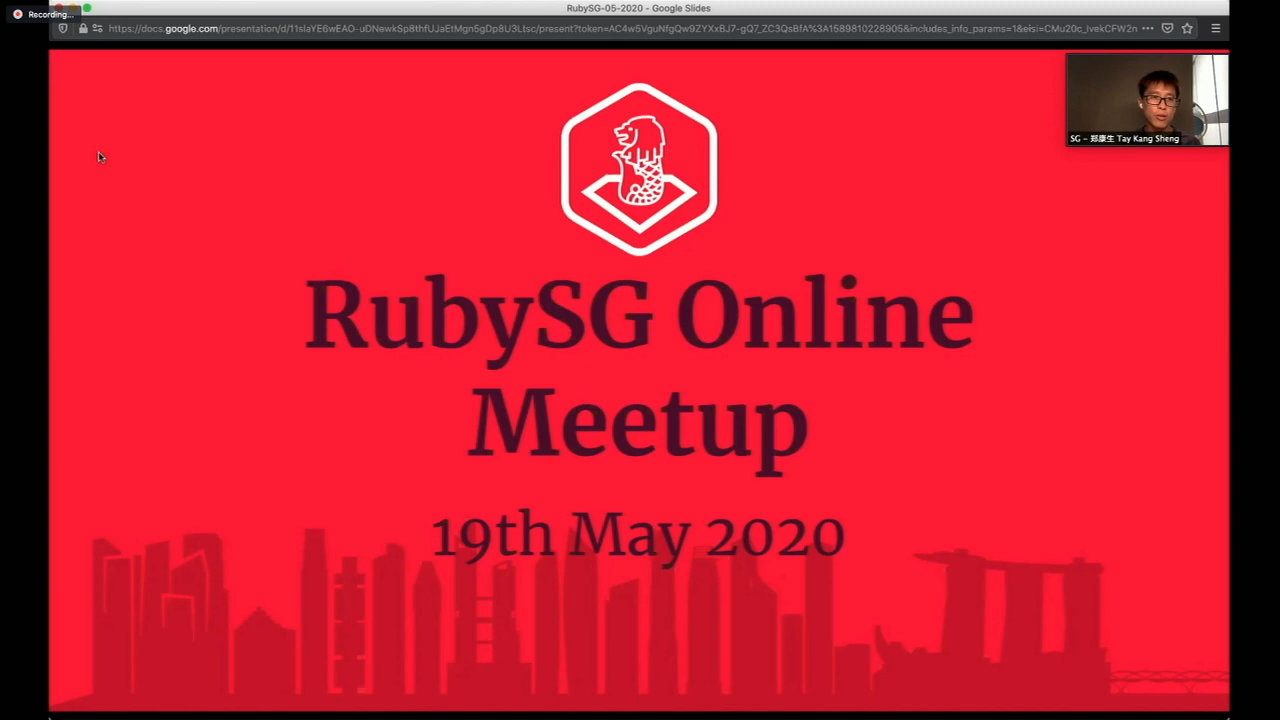 Recording...
RubySG-05-2020 - Google Slides
SG - 郑康生 Tay Kang Sheng
RubySG Online
Meetup
19th May 2020